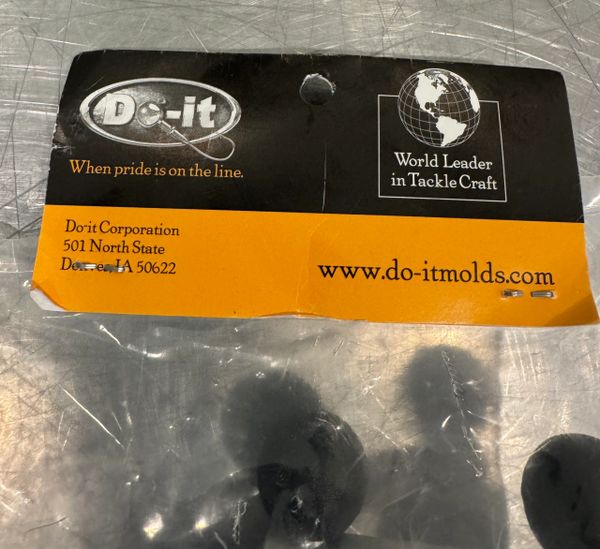 Do-it
When pride is on the line.
World Leader
in Tackle Craft
Do-it Corporation
501 North State
Denver, IA 50622
www.do-itmolds.com